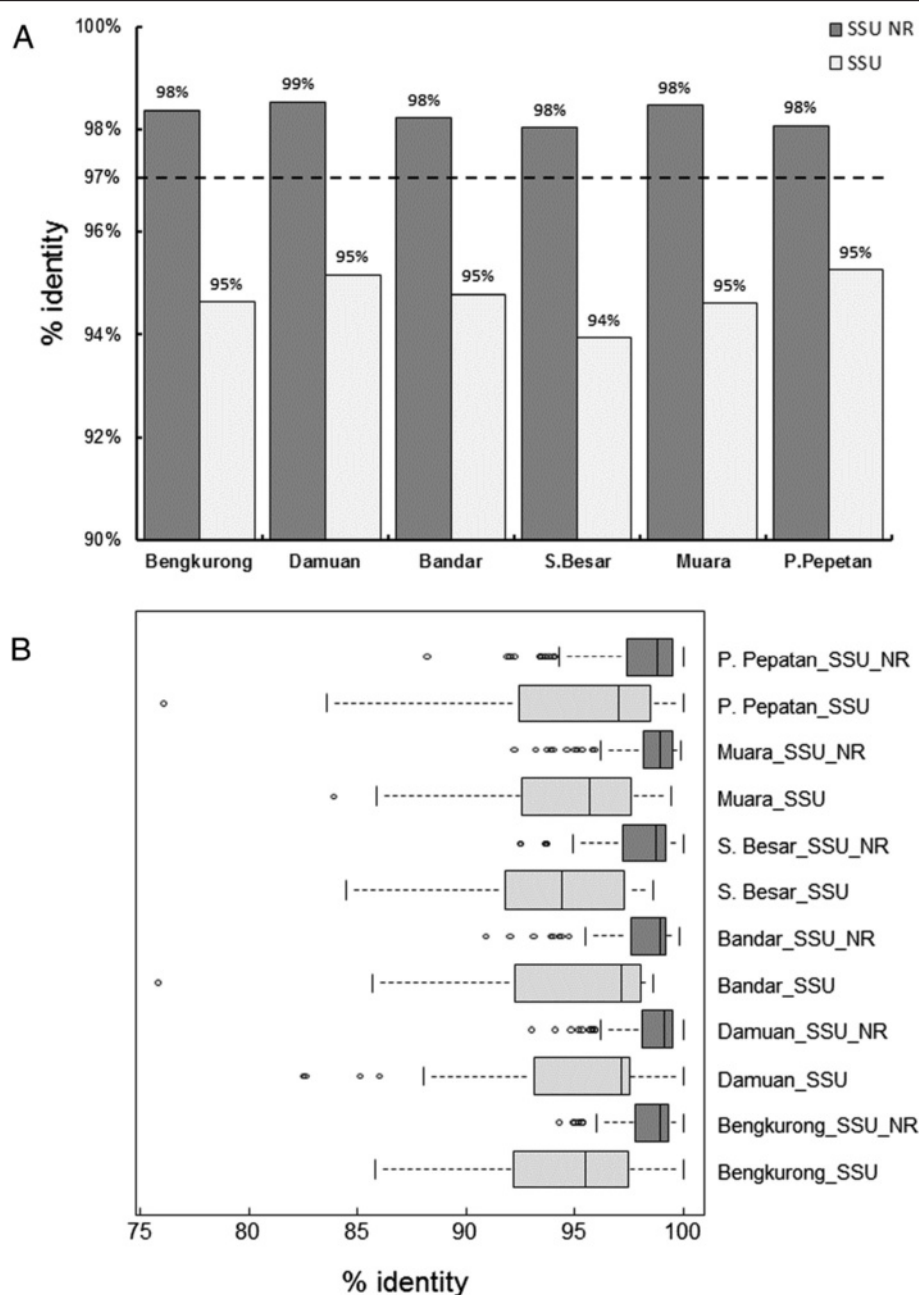 A
100%
98%
97%
96%
94%
92%
90%
% identity
SSU NR
SSU
98% 95% 99% 95% 98% 95% 98% 94% 98% 95% 98% 95%
Bengkurong Damuan Bandar S.Besar Muara P.Pepetan
B
P. Pepatan_SSU_NR
P. Pepatan_SSU
Muara_SSU_NR
Muara_SSU
S. Besar_SSU_NR
S. Besar_SSU
Bandar_SSU_NR
Bandar_SSU
Damuan_SSU_NR
Damuan_SSU
Bengkurong_SSU_NR
Bengkurong_SSU
75 80 85 90 95 100
% identity